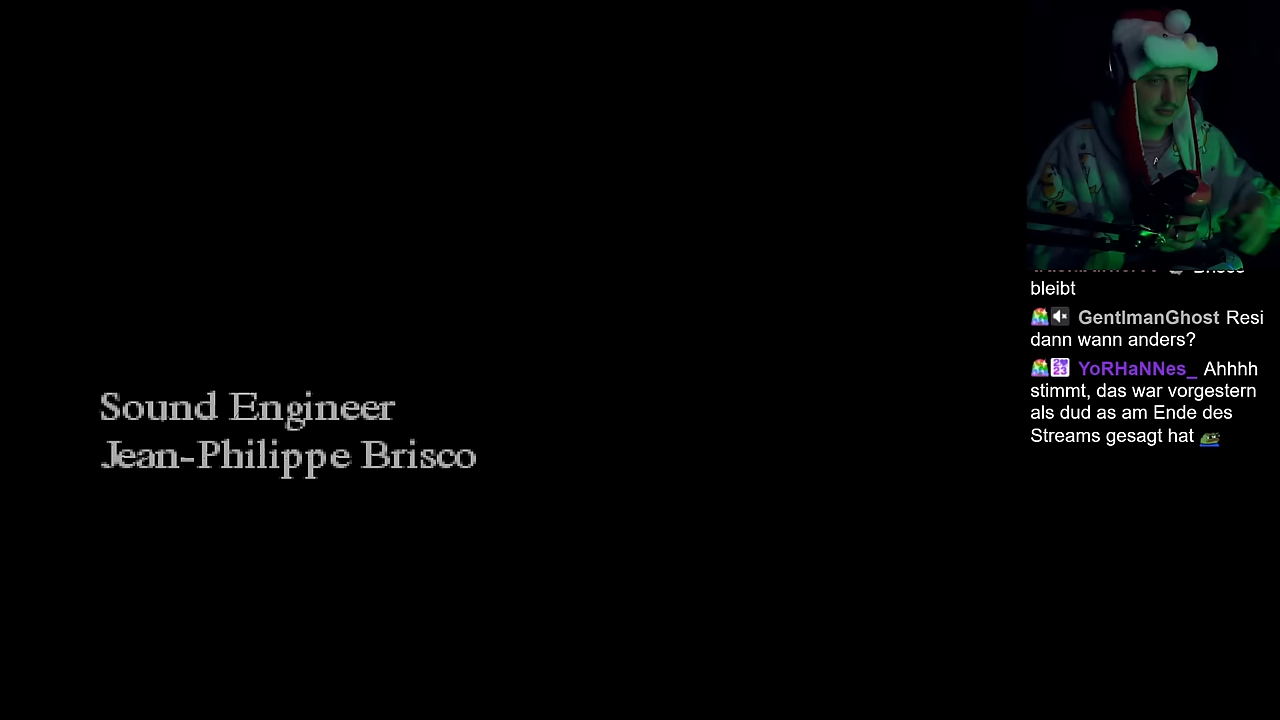 Sound Engineer
Jean-Philippe Brisco
bleibt
GentlmanGhost Resi
dann wann anders?
YoRHaNNes_ Ahhhh
stimmt, das war vorgestern
als dud as am Ende des
Streams gesagt hat